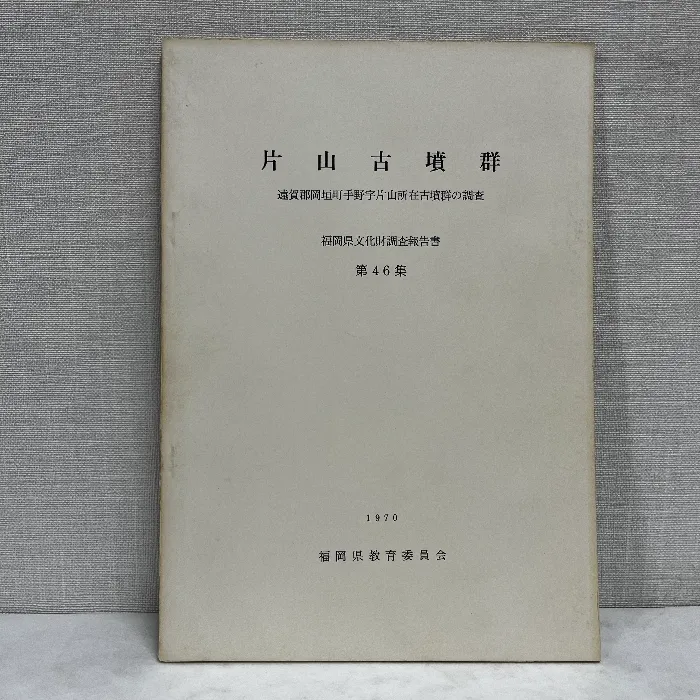 片山古墳群
遠賀郡岡垣町手野字片山所在古墳群の調査
福岡県文化財調査報告書
第46集
1970
福岡県教育委員会